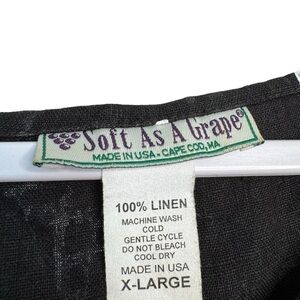 Soft As A Grape®
MADE IN USA - CAPE COD, MA
100% LINEN
MACHINE WASH
COLD
GENTLE CYCLE
DO NOT BLEACH
COOL DRY
MADE IN USA
X-LARGE